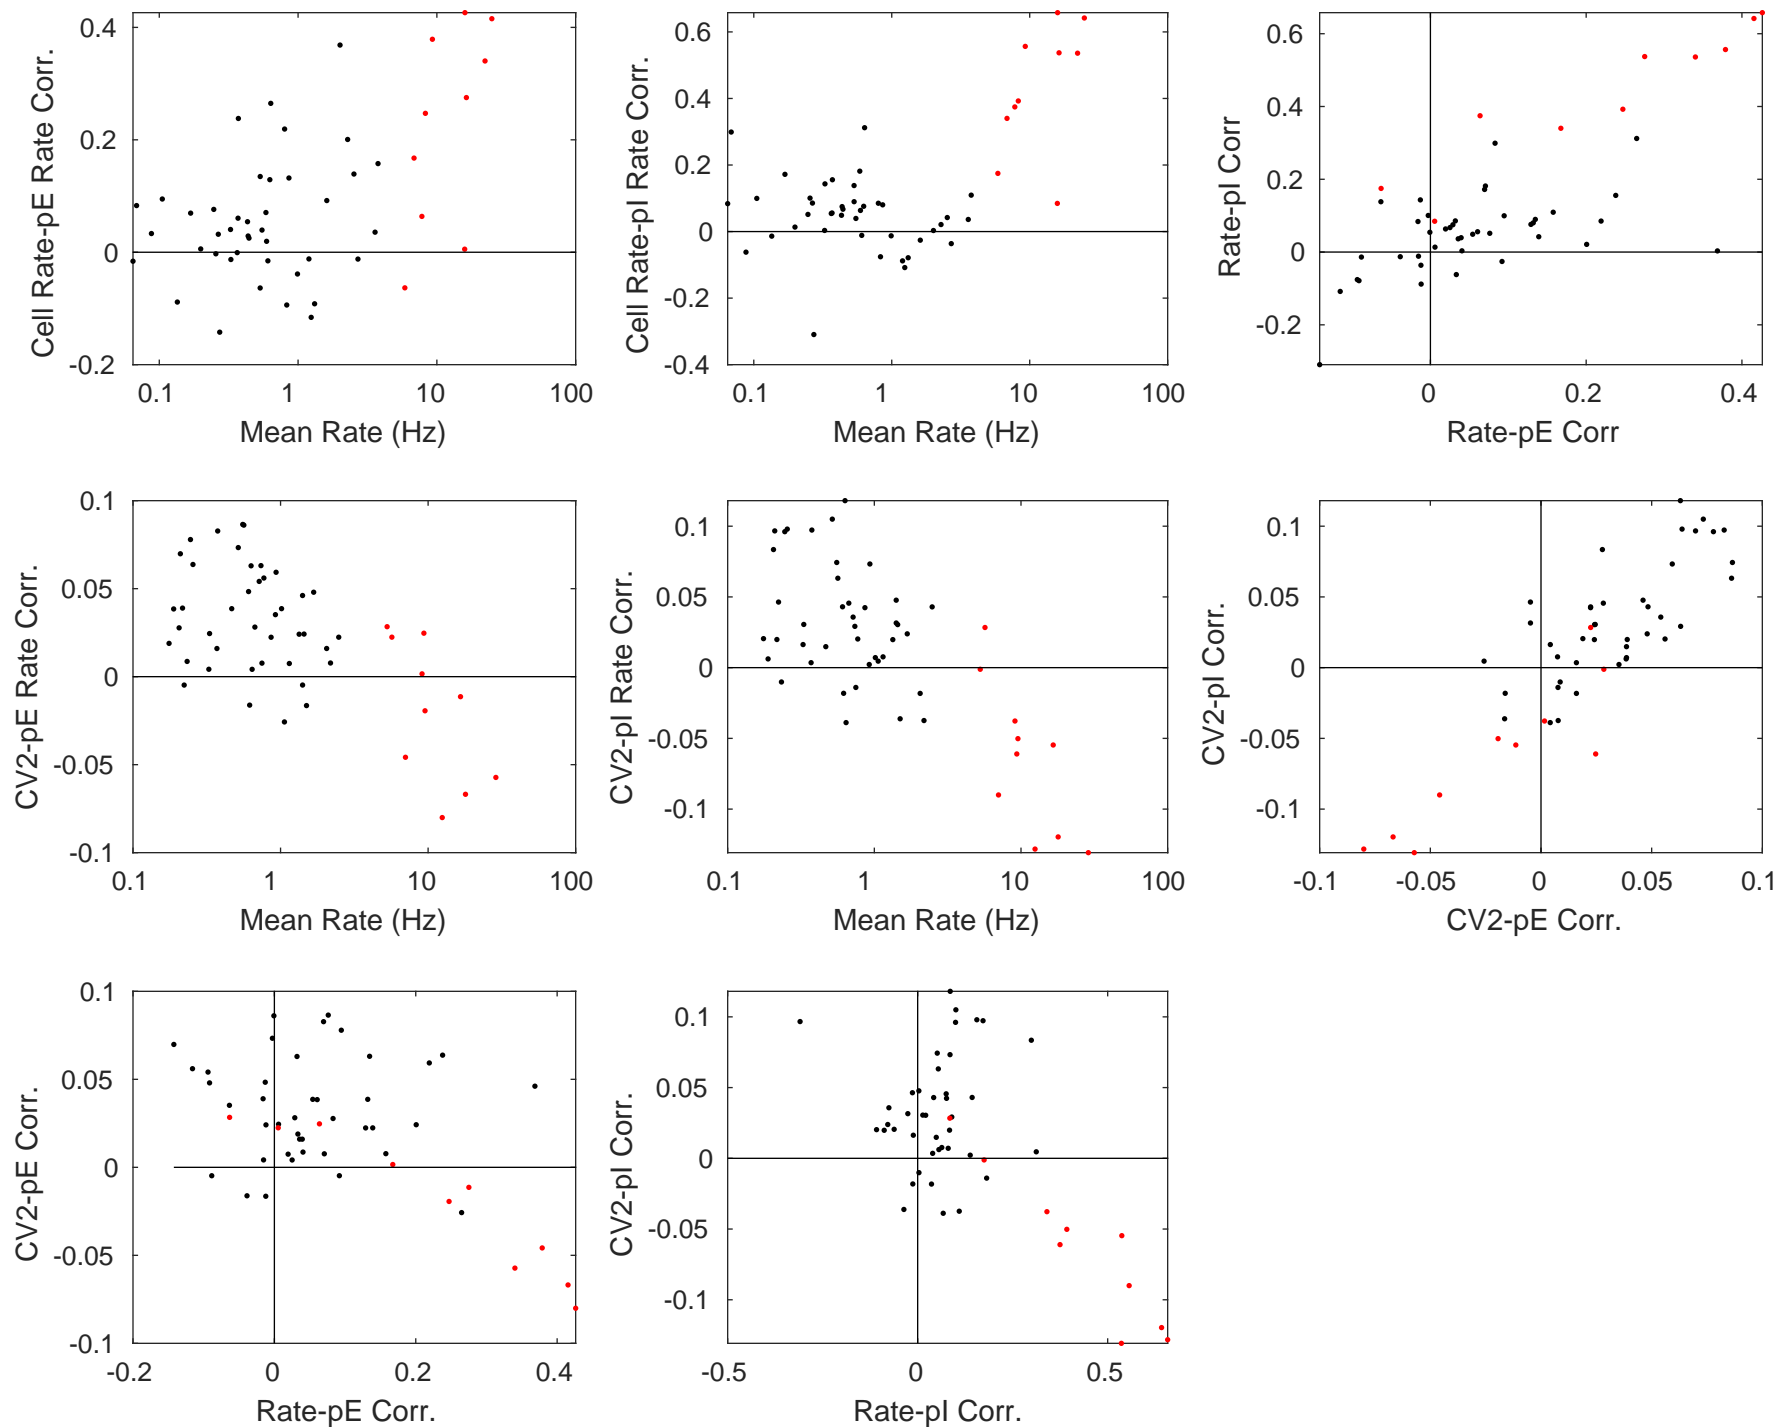 0.4
0.2
0
-0.2
Cell Rate-pE Rate Corr.
0.1 1 10 100
Mean Rate (Hz)
0.6
0.4
0.2
0
-0.2
-0.4
Cell Rate-pI Rate Corr.
0.1 1 10 100
Mean Rate (Hz)
0.6
0.4
0.2
0
-0.2
Rate-pI Corr
0 0.2 0.4
Rate-pE Corr
0.1
0.05
0
-0.05
-0.1
CV2-pE Rate Corr.
0.1 1 10 100
Mean Rate (Hz)
0.1
0.05
0
-0.05
-0.1
CV2-pI Rate Corr.
0.1 1 10 100
Mean Rate (Hz)
0.1
0.05
0
-0.05
-0.1
CV2-pI Corr.
-0.1 -0.05 0 0.05 0.1
CV2-pE Corr.
0.1
0.05
0
-0.05
-0.1
CV2-pE Corr.
-0.2 0 0.2 0.4
Rate-pE Corr.
0.1
0.05
0
-0.05
-0.1
CV2-pI Corr.
-0.5 0 0.5
Rate-pI Corr.